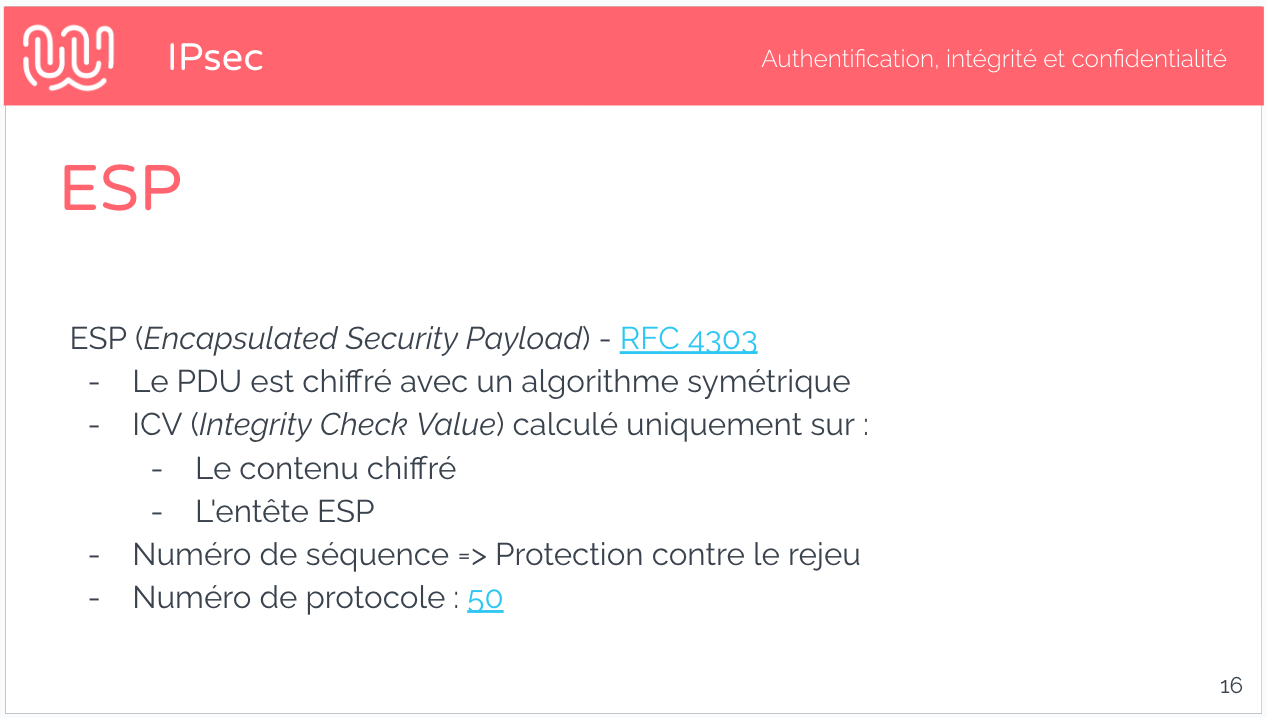 IPsec
Authentification, intégrité et confidentialité
ESP
ESP (Encapsulated Security Payload) - RFC 4303
- Le PDU est chiffré avec un algorithme symétrique
- ICV (Integrity Check Value) calculé uniquement sur :
- Le contenu chiffré
- L'entête ESP
- Numéro de séquence => Protection contre le rejeu
- Numéro de protocole : 50
16